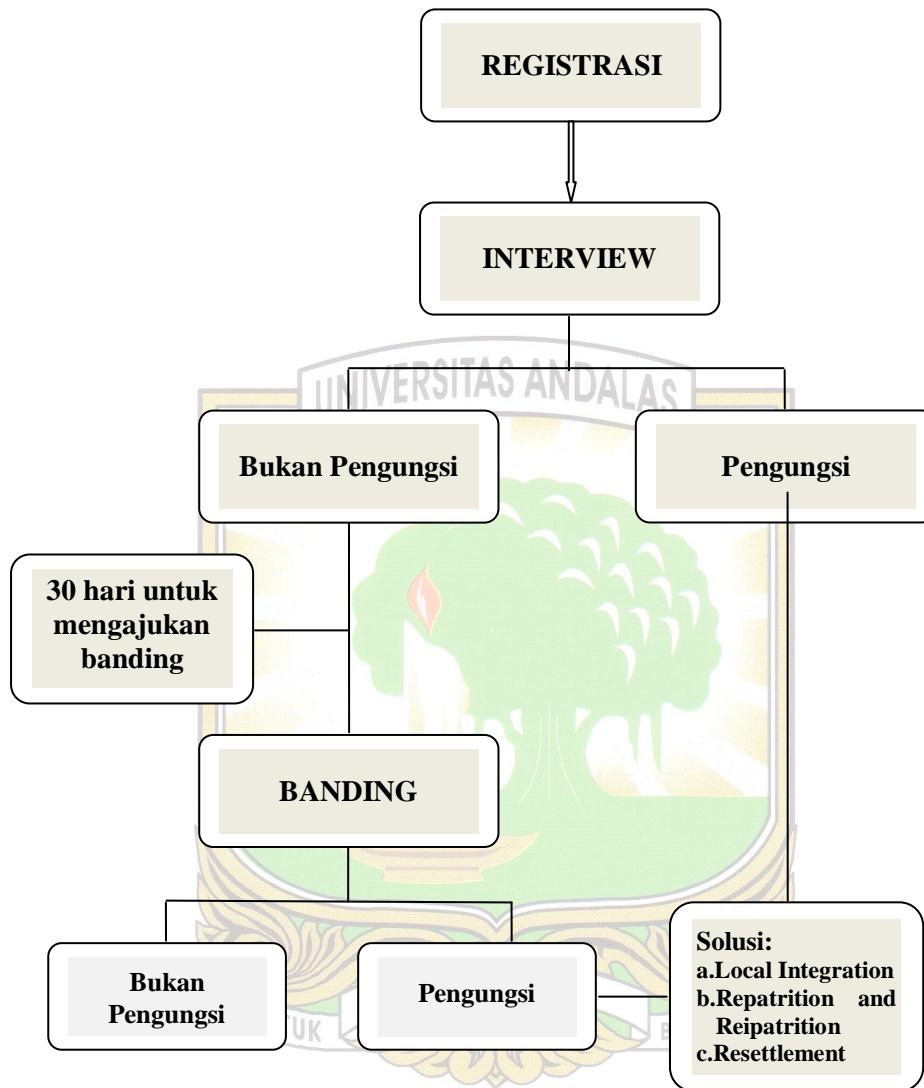 REGISTRASI
INTERVIEW
UNIVERSITAS ANDALAS
Bukan Pengungsi
Pengungsi
30 hari untuk
mengajukan
banding
BANDING
Bukan
Pengungsi
Pengungsi
Solusi:
a.Local Integration
b.Repatrition and
Reipatrition
c.Resettlement
UK
B